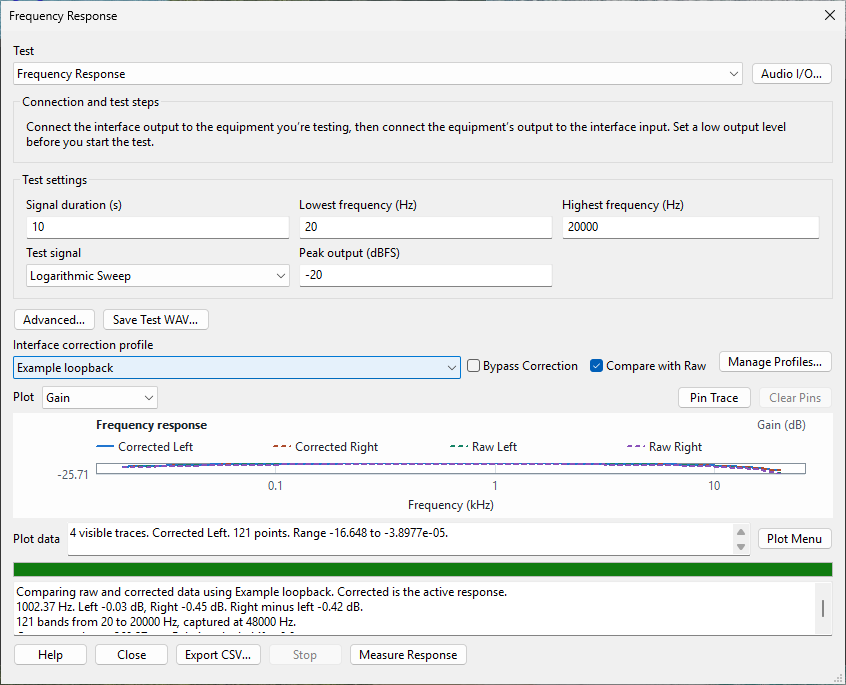 Frequency Response
Test
Frequency Response
Audio I/O...
Connection and test steps
Connect the interface output to the equipment you're testing, then connect the equipment's output to the interface input. Set a low output level
before you start the test.
Test settings
Signal duration (s)
Lowest frequency (Hz)
Highest frequency (Hz)
10
20
20000
Test signal
Peak output (dBFS)
Logarithmic Sweep
-20
Advanced...
Save Test WAV...
Interface correction profile
Example loopback
Bypass Correction
Compare with Raw
Manage Profiles...
Plot
Gain
Pin Trace
Clear Pins
Frequency response
Gain (dB)
Corrected Left
Corrected Right
Raw Left
Raw Right
-25.71
0.1
1
10
Frequency (kHz)
Plot data
4 visible traces. Corrected Left. 121 points. Range -16.648 to -3.8977e-05.
Plot Menu
Comparing raw and corrected data using Example loopback. Corrected is the active response.
1002.37 Hz. Left -0.03 dB, Right -0.45 dB. Right minus left -0.42 dB.
121 bands from 20 to 20000 Hz, captured at 48000 Hz.
Help
Close
Export CSV...
Stop
Measure Response